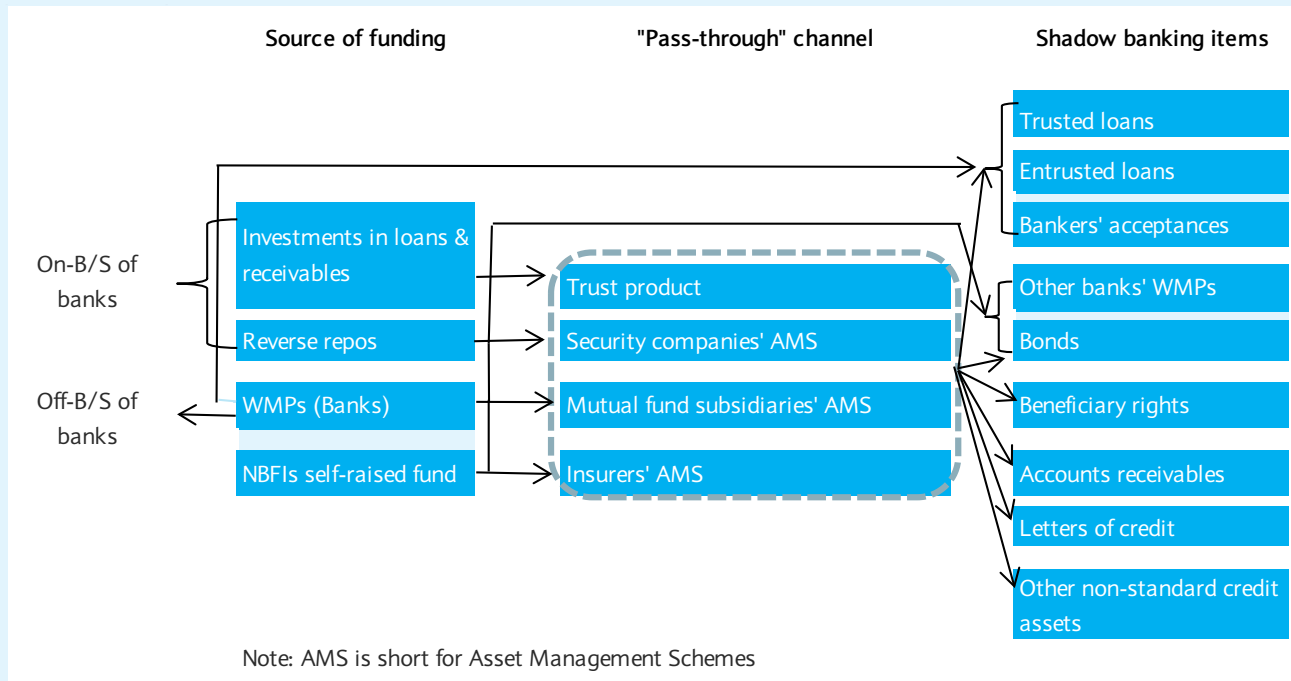 Source of funding
"Pass-through" channel
Shadow banking items
On-B/S of
banks
Off-B/S of
banks
Investments in loans &
receivables
Reverse repos
WMPs (Banks)
NBFIs self-raised fund
Trust product
Security companies' AMS
Mutual fund subsidiaries' AMS
Insurers' AMS
Trusted loans
Entrusted loans
Bankers' acceptances
Other banks' WMPs
Bonds
Beneficiary rights
Accounts receivables
Letters of credit
Other non-standard credit
assets
Note: AMS is short for Asset Management Schemes